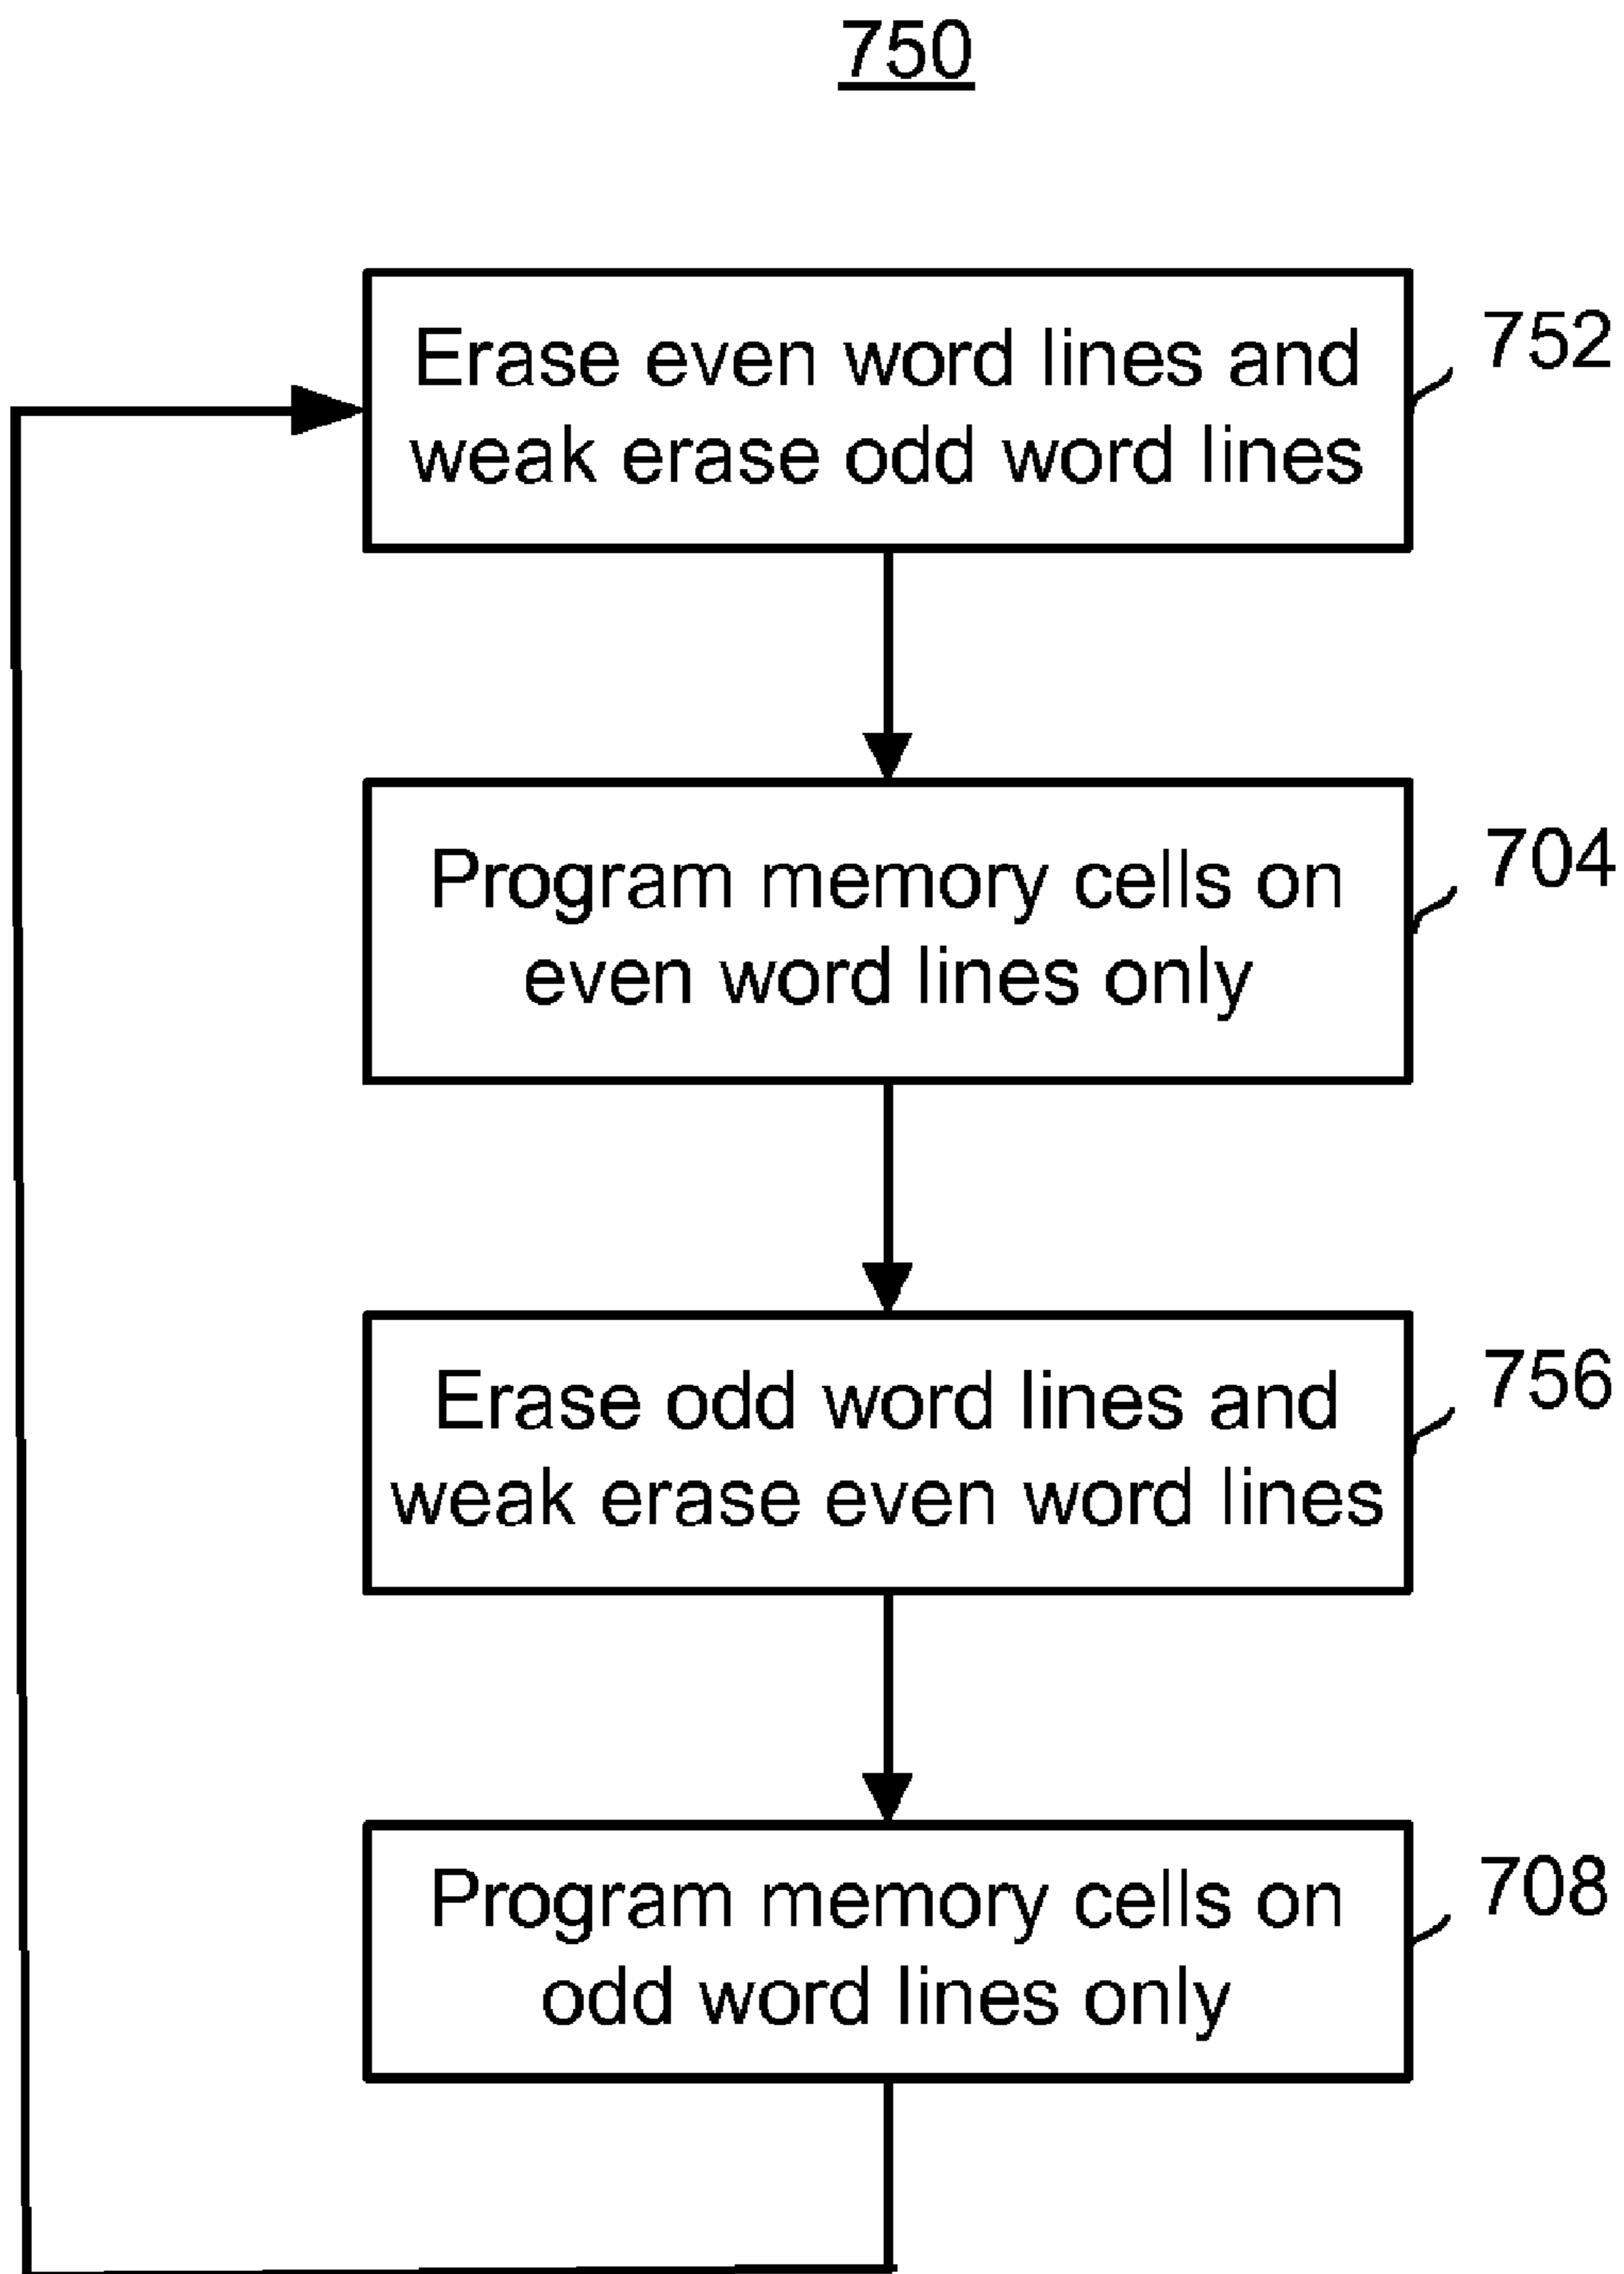 750
Erase even word lines and
weak erase odd word lines
752
Program memory cells on
even word lines only
704
Erase odd word lines and
weak erase even word lines
756
Program memory cells on
odd word lines only
708